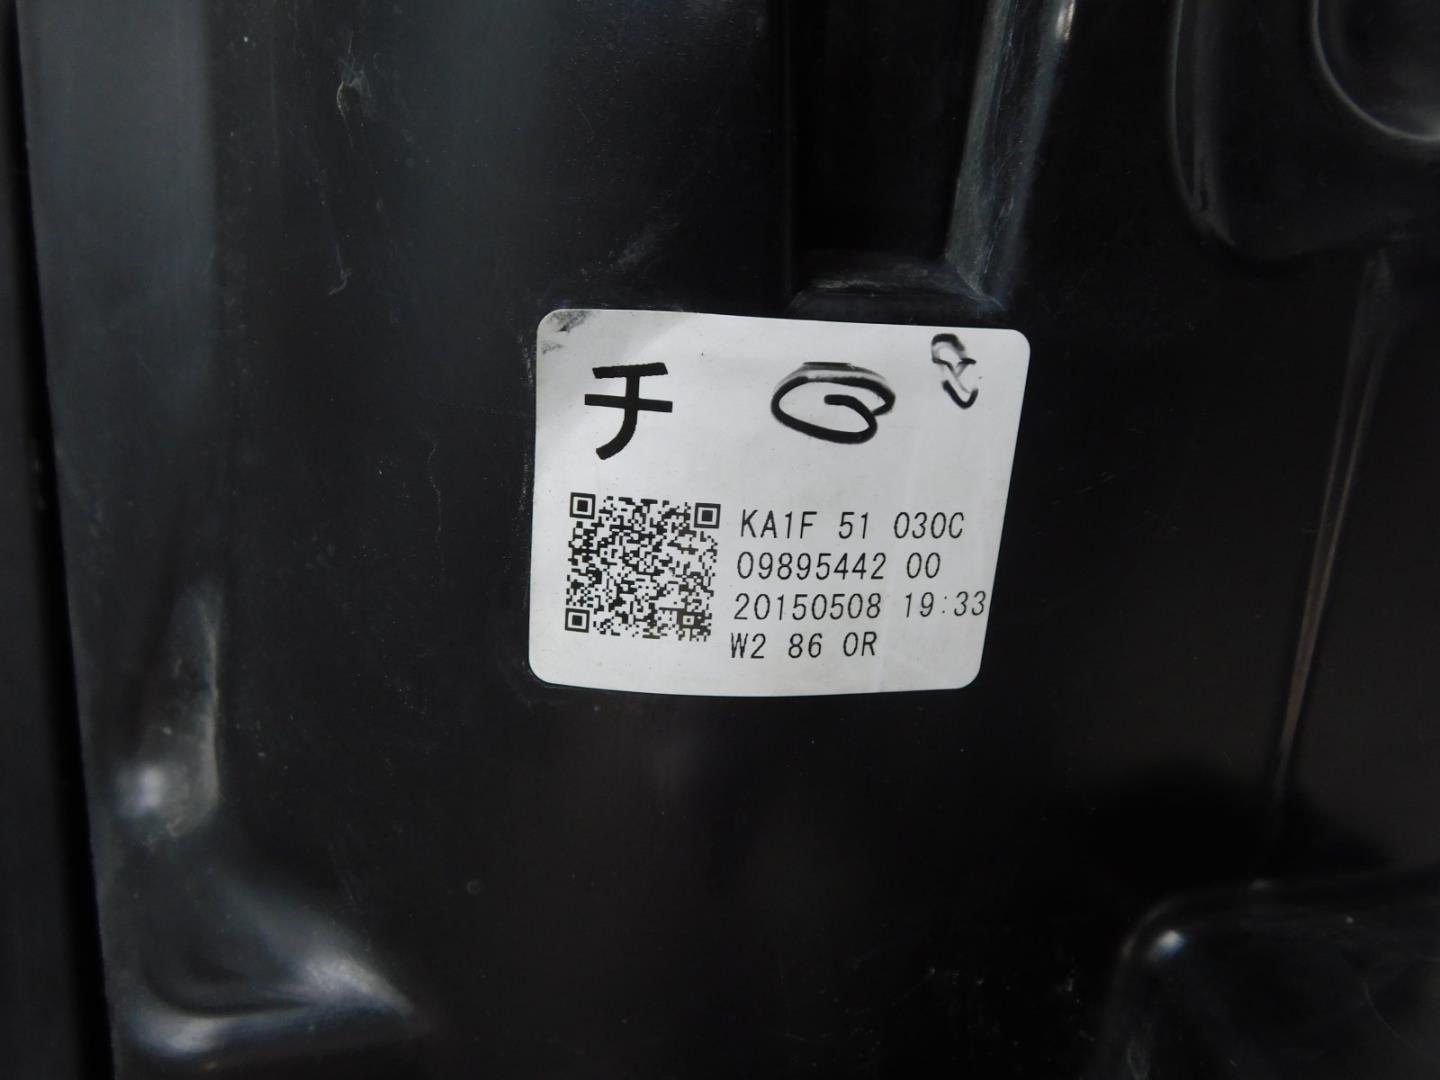 チ
KA1F 51 030C
09895442 00
20150508 19:33
W2 86 0R